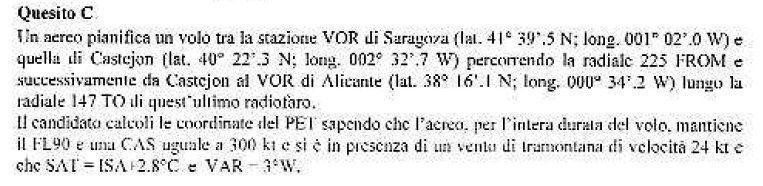 Quesito C
Un aereo pianifica un volo tra la stazione VOR di Saragoza (lat. 41° 39'.5 N; long. 001° 02'.0 W) e
quella di Castejon (lat. 40° 22'.3 N; long. 002° 32'.7 W) percorrendo la radiale 225 FROM e
successivamente da Castejon al VOR di Alicante (lat. 38° 16'.1 N; long. 000° 34'.2 W) lungo la
radiale 147 TO di quest'ultimo radiofaro.
Il candidato calcoli le coordinate del PET sapendo che l'aereo, per l'intera durata del volo, mantiene
il FL90 e una CAS uguale a 300 kt e si è in presenza di un vento di tramontana di velocità 24 kt e
che SAT = ISA+2.8°C e VAR = 3°W.